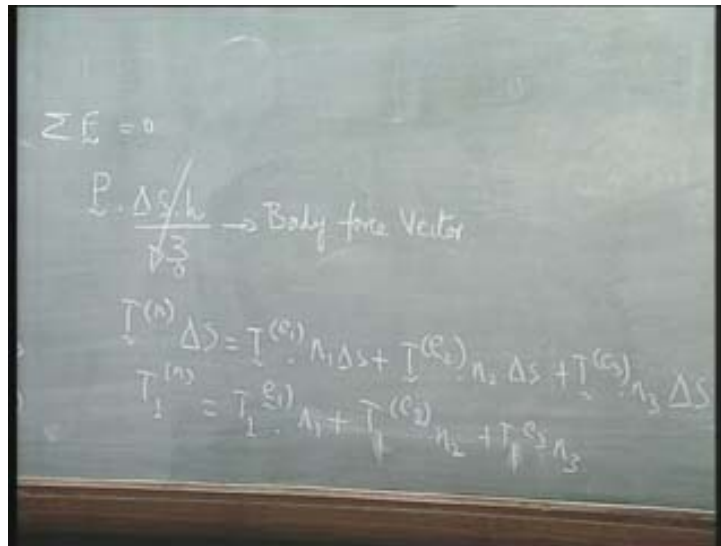 Σ F = 0
P . ΔS.h / 3 → Body force Vector
T^(n) ΔS = T^(e1) n1 ΔS + T^(e2) n2 ΔS + T^(e3) n3 ΔS
T1^(n) = T1^(e1) n1 + T1^(e2) n2 + T1^(e3) n3